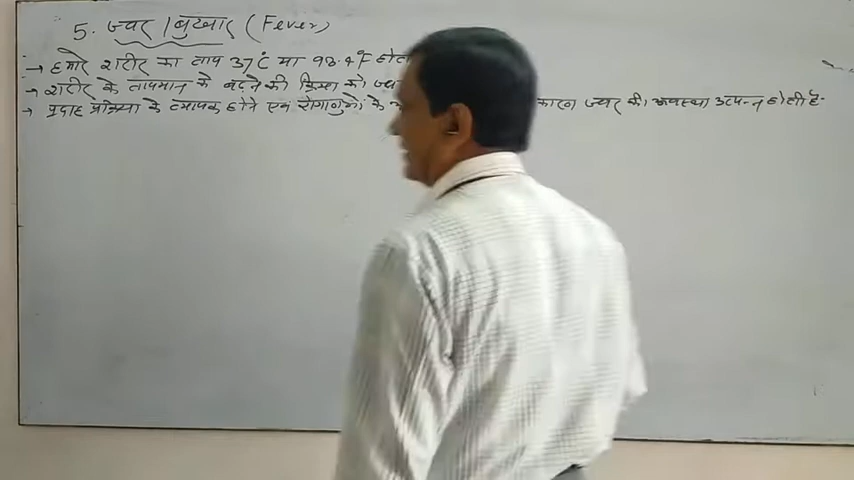 5. ज्वर / बुखार (Fever)
→ हमारे शरीर का ताप 37°C या 98.4°F होता
→ शरीर के तापमान के बढ़ने की क्रिया को ज्व
→ प्रदाह प्रक्रिया के व्यापक होने एवं रोगाणुओं के कारण ज्वर की अवस्था उत्पन्न होती है-